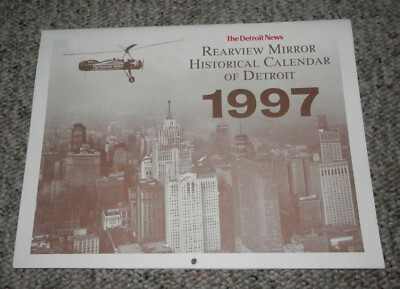 The Detroit News
REARVIEW MIRROR
HISTORICAL CALENDAR
OF DETROIT
1997